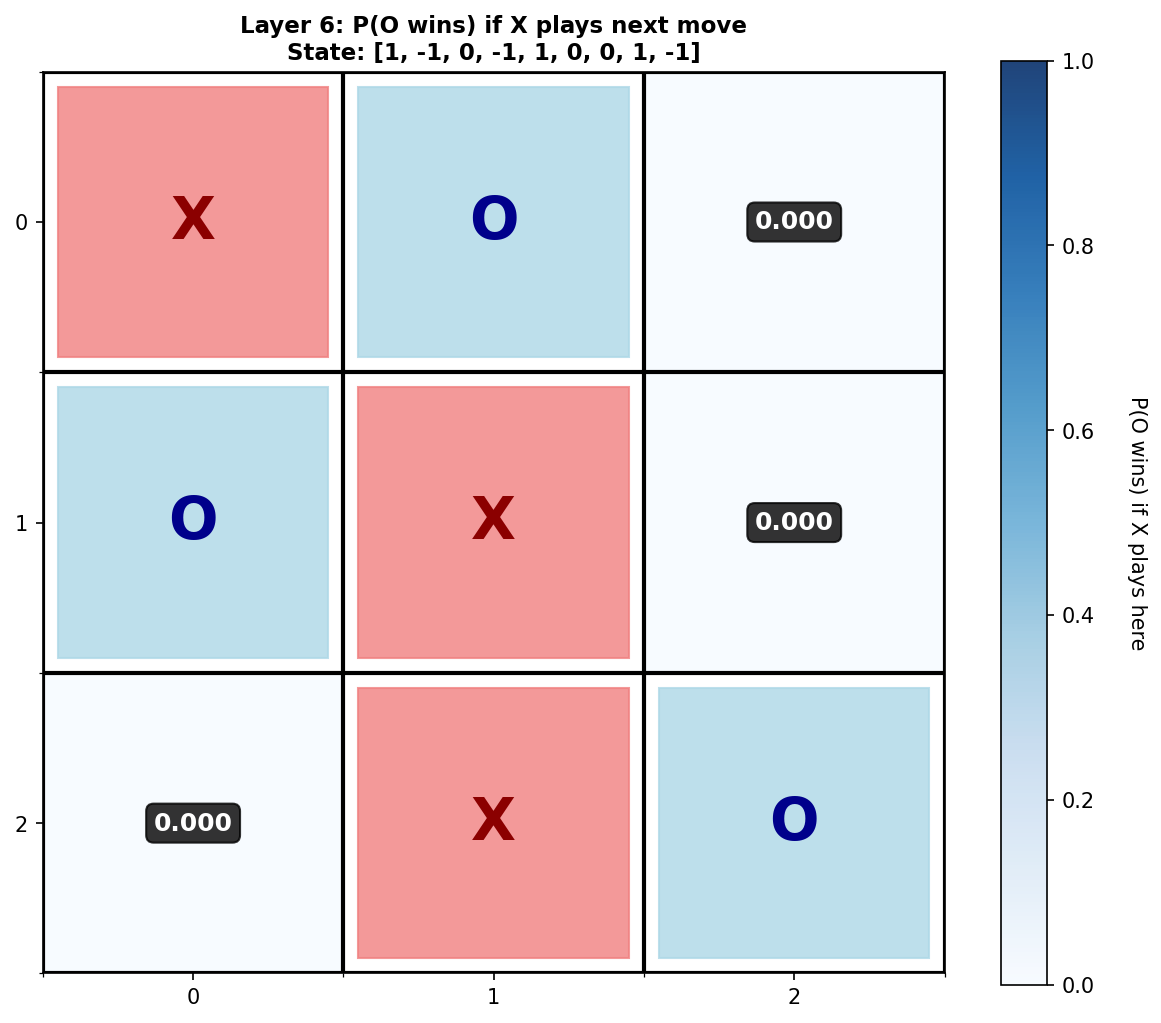 Layer 6: P(O wins) if X plays next move
State: [1, -1, 0, -1, 1, 0, 0, 1, -1]
X
O
0.000
O
X
0.000
0.000
X
O
0
1
2
0
1
2
1.0
0.8
0.6
0.4
0.2
0.0
P(O wins) if X plays here